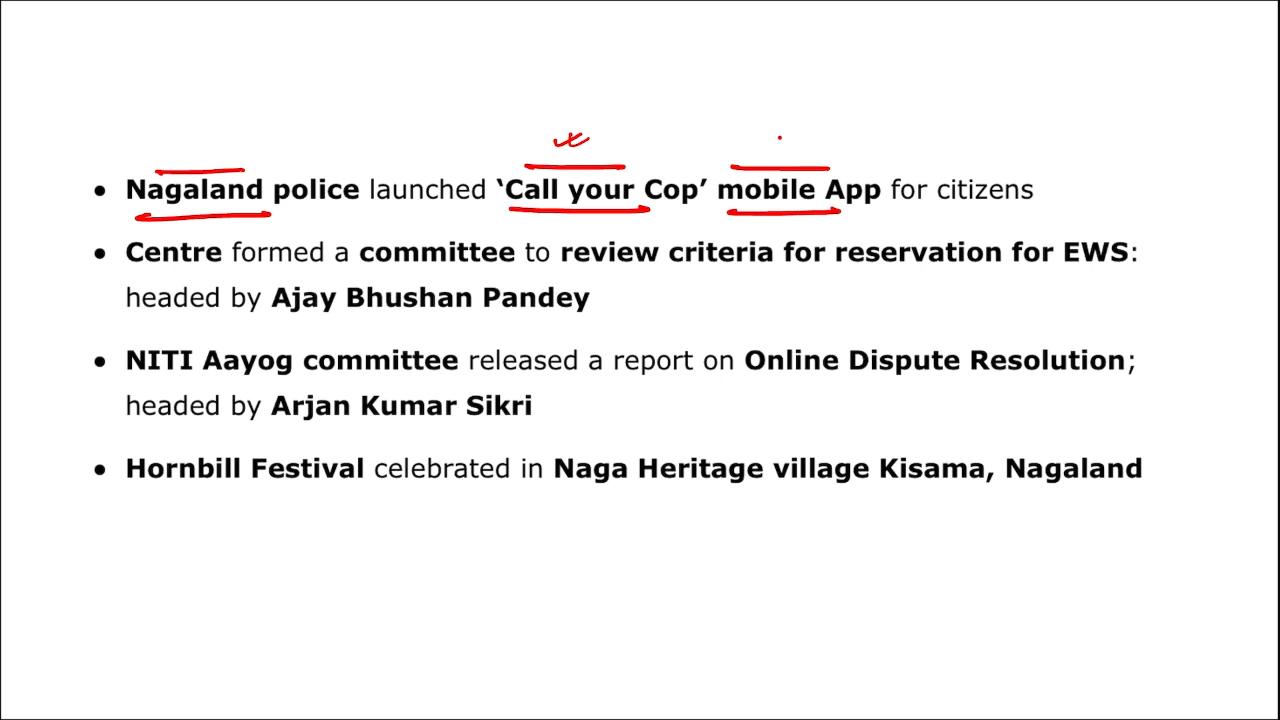 • Nagaland police launched ‘Call your Cop’ mobile App for citizens
• Centre formed a committee to review criteria for reservation for EWS:
headed by Ajay Bhushan Pandey
• NITI Aayog committee released a report on Online Dispute Resolution;
headed by Arjan Kumar Sikri
• Hornbill Festival celebrated in Naga Heritage village Kisama, Nagaland